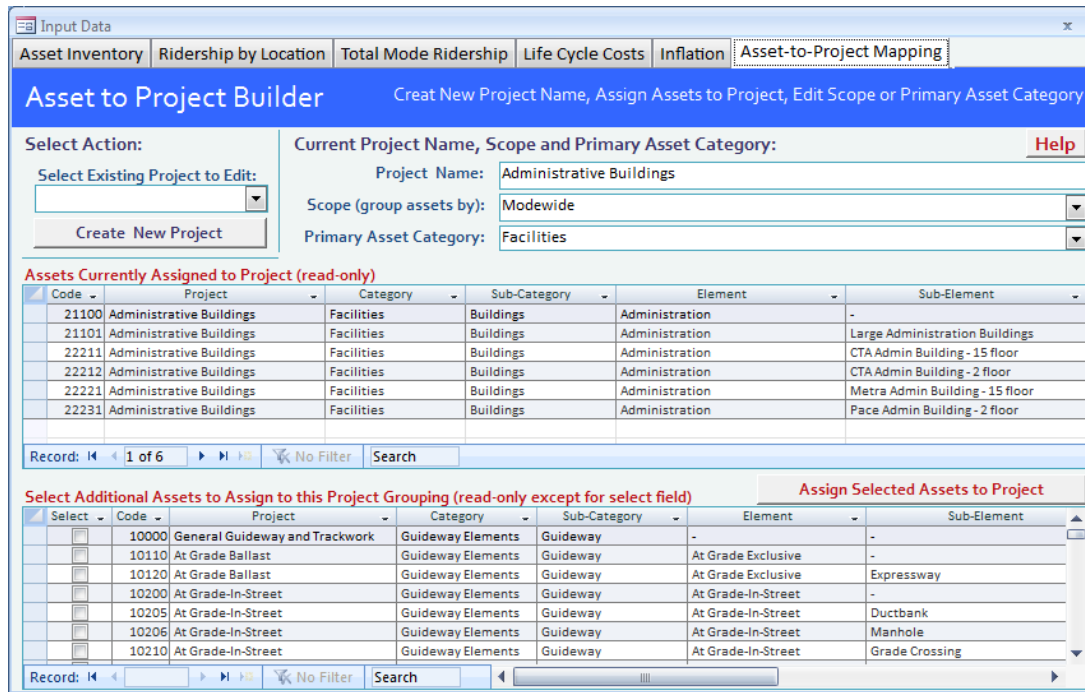 Input Data x
Asset Inventory Ridership by Location Total Mode Ridership Life Cycle Costs Inflation Asset-to-Project Mapping
Asset to Project Builder Creat New Project Name, Assign Assets to Project, Edit Scope or Primary Asset Category
Select Action: Current Project Name, Scope and Primary Asset Category: Help
Select Existing Project to Edit: Project Name: Administrative Buildings
Scope (group assets by): Modewide
Create New Project Primary Asset Category: Facilities
Assets Currently Assigned to Project (read-only)
Code Project Category Sub-Category Element Sub-Element
21100 Administrative Buildings Facilities Buildings Administration -
21101 Administrative Buildings Facilities Buildings Administration Large Administration Buildings
22211 Administrative Buildings Facilities Buildings Administration CTA Admin Building - 15 floor
22212 Administrative Buildings Facilities Buildings Administration CTA Admin Building - 2 floor
22221 Administrative Buildings Facilities Buildings Administration Metra Admin Building - 15 floor
22231 Administrative Buildings Facilities Buildings Administration Pace Admin Building - 2 floor
Record: 1 of 6 No Filter Search
Select Additional Assets to Assign to this Project Grouping (read-only except for select field) Assign Selected Assets to Project
Select Code Project Category Sub-Category Element Sub-Element
10000 General Guideway and Trackwork Guideway Elements Guideway - -
10110 At Grade Ballast Guideway Elements Guideway At Grade Exclusive -
10120 At Grade Ballast Guideway Elements Guideway At Grade Exclusive Expressway
10200 At Grade-In-Street Guideway Elements Guideway At Grade-In-Street -
10205 At Grade-In-Street Guideway Elements Guideway At Grade-In-Street Ductbank
10206 At Grade-In-Street Guideway Elements Guideway At Grade-In-Street Manhole
10210 At Grade-In-Street Guideway Elements Guideway At Grade-In-Street Grade Crossing
Record: No Filter Search